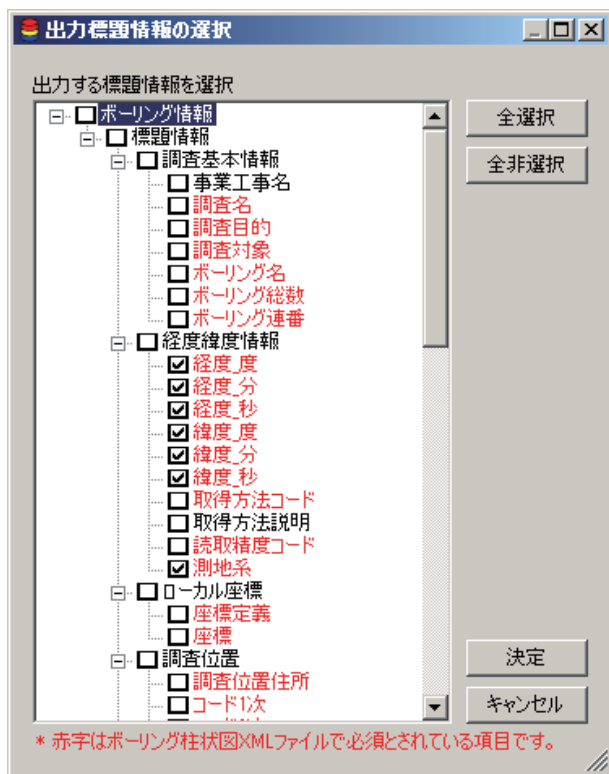 出力標題情報の選択
出力する標題情報を選択
ボーリング情報
標題情報
調査基本情報
事業工事名
調査名
調査目的
調査対象
ボーリング名
ボーリング総数
ボーリング連番
経度緯度情報
経度_度
経度_分
経度_秒
緯度_度
緯度_分
緯度_秒
取得方法コード
取得方法説明
読取精度コード
測地系
ローカル座標
座標定義
座標
調査位置
調査位置住所
コード1次
全選択
全非選択
決定
キャンセル
* 赤字はボーリング柱状図XMLファイルで必須とされている項目です。